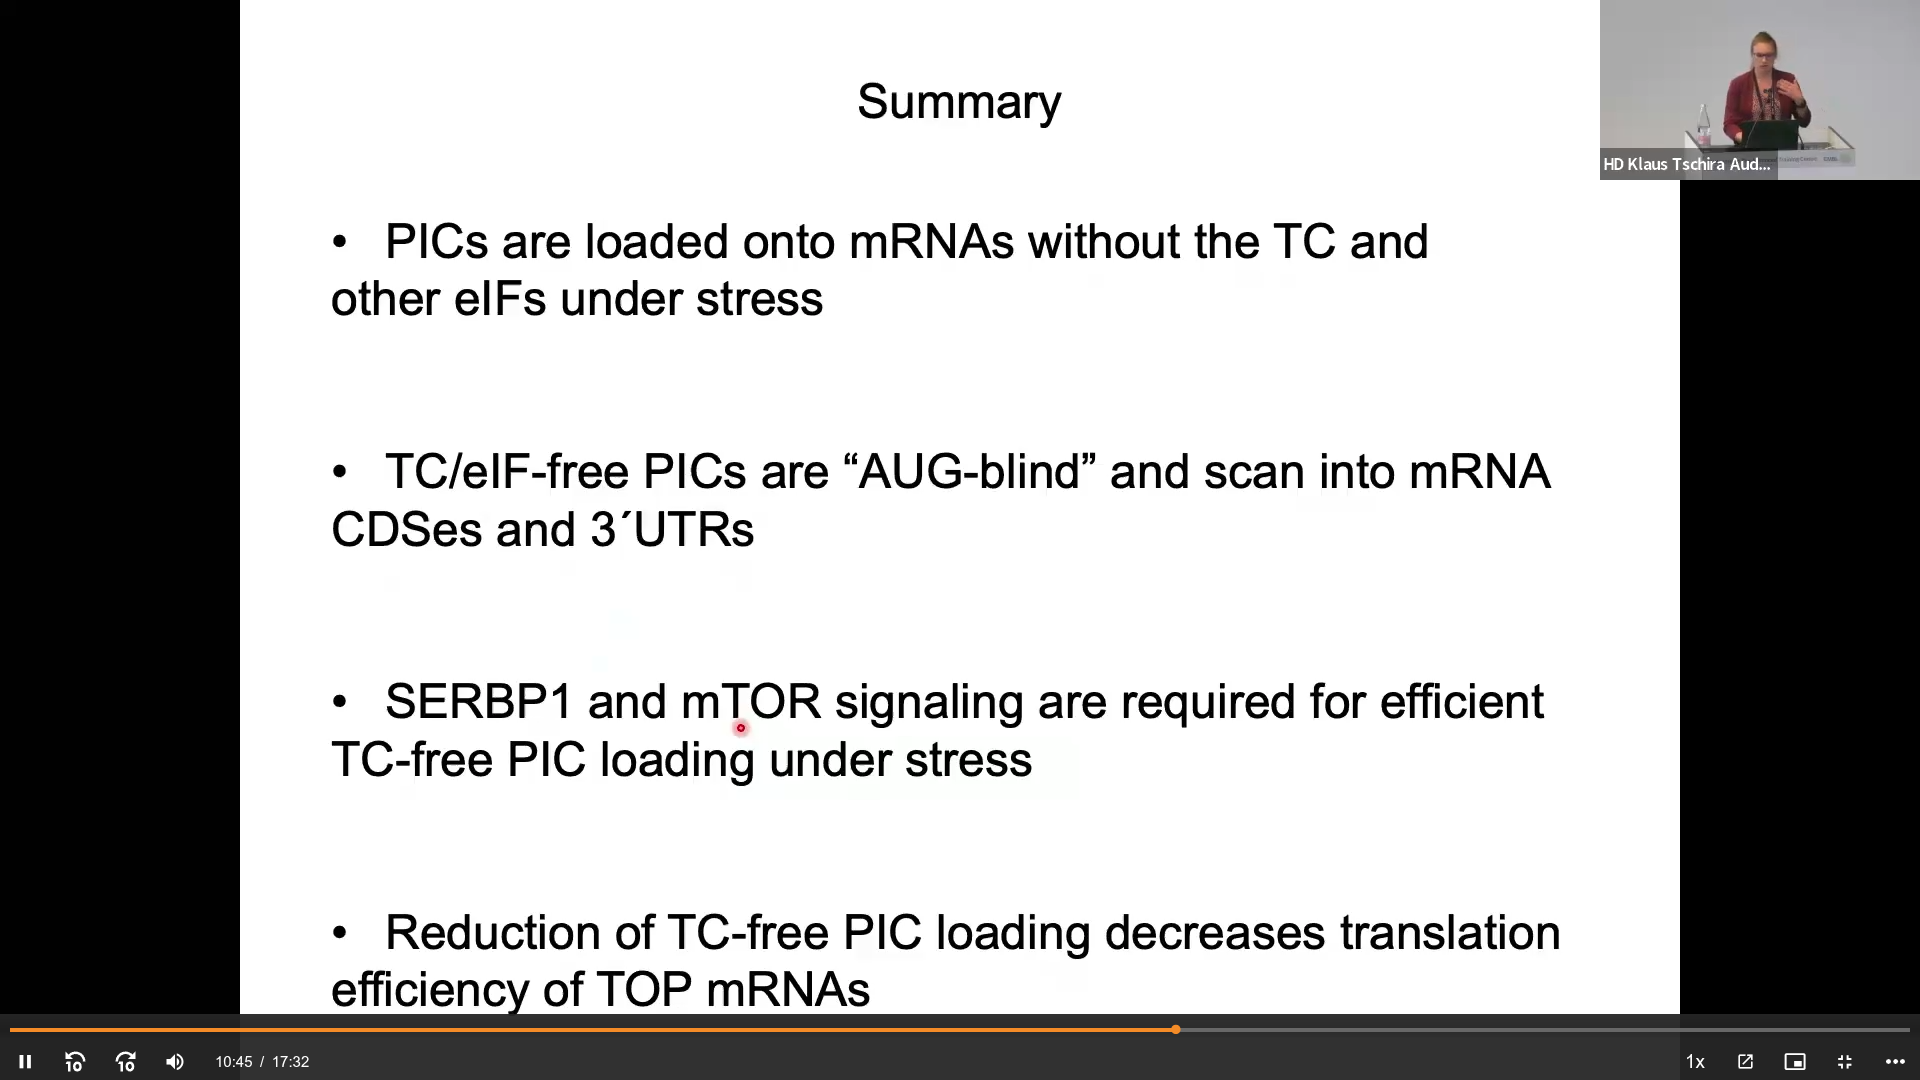 Summary
• PICs are loaded onto mRNAs without the TC and
other eIFs under stress
• TC/eIF-free PICs are “AUG-blind” and scan into mRNA
CDSes and 3´UTRs
• SERBP1 and mTOR signaling are required for efficient
TC-free PIC loading under stress
• Reduction of TC-free PIC loading decreases translation
efficiency of TOP mRNAs
HD Klaus Tschira Aud...
10
10
10:45 / 17:32
1x